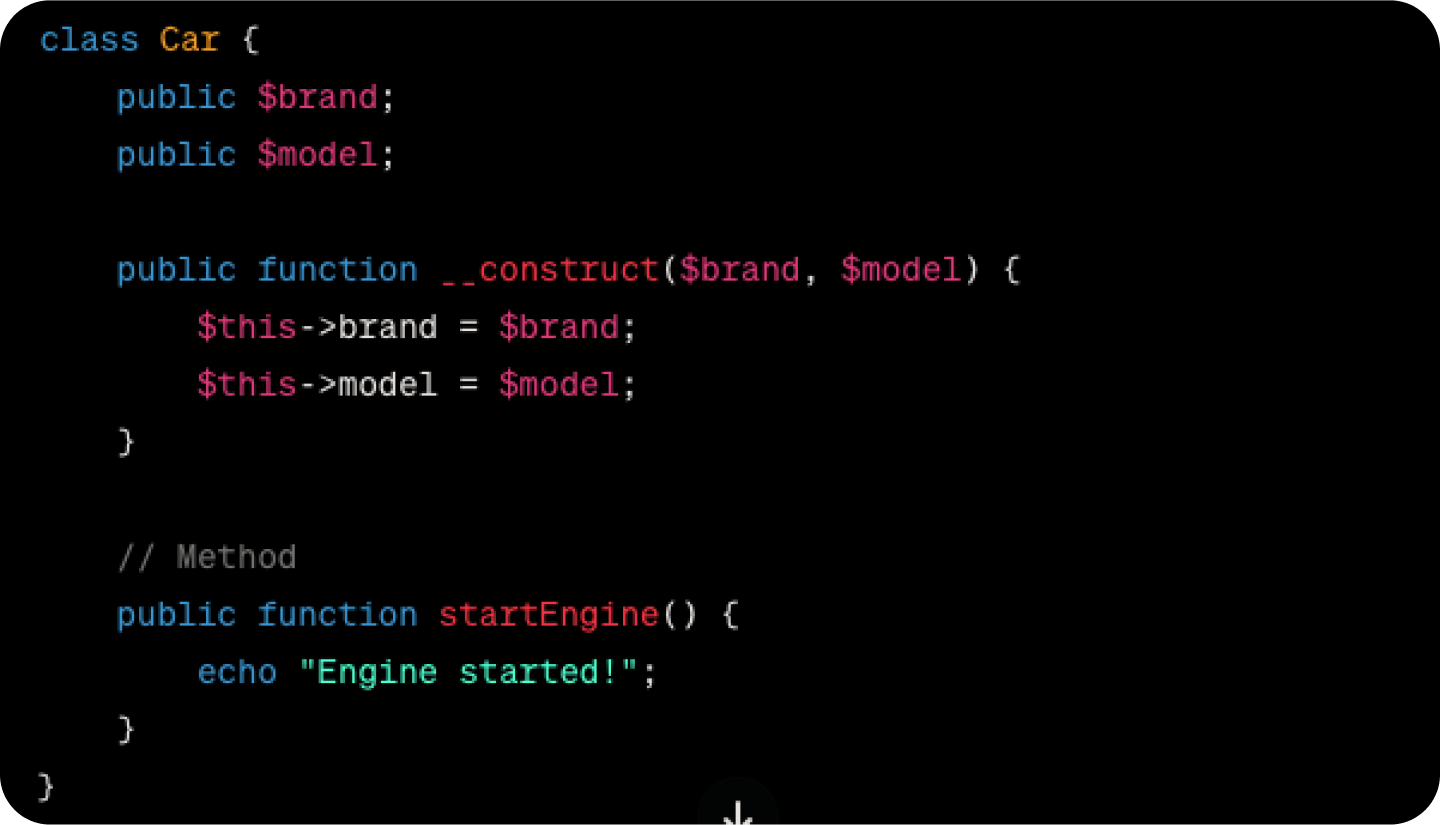 class Car {
    public $brand;
    public $model;

    public function __construct($brand, $model) {
        $this->brand = $brand;
        $this->model = $model;
    }

    // Method
    public function startEngine() {
        echo "Engine started!";
    }
}